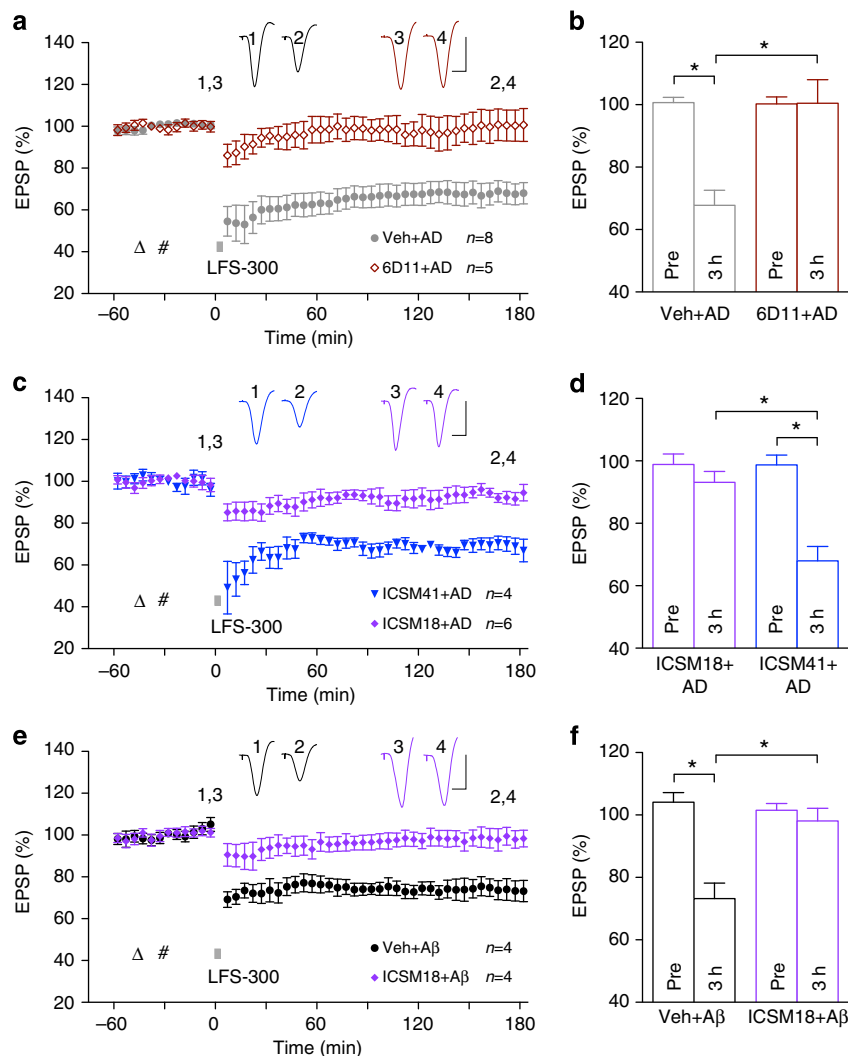 a
140
120
100
80
60
40
20
EPSP (%)
1 2 3 4
1,3
2,4
Δ #
LFS-300
Veh+AD n=8
6D11+AD n=5
–60 0 60 120 180
Time (min)
b
120
100
80
60
40
EPSP (%)
*
*
Pre 3 h Pre 3 h
Veh+AD 6D11+AD
c
140
120
100
80
60
40
20
EPSP (%)
1 2 3 4
1,3
2,4
Δ #
LFS-300
ICSM41+AD n=4
ICSM18+AD n=6
–60 0 60 120 180
Time (min)
d
120
100
80
60
40
EPSP (%)
*
*
Pre 3 h Pre 3 h
ICSM18+ ICSM41+
AD AD
e
140
120
100
80
60
40
20
EPSP (%)
1 2 3 4
1,3
2,4
Δ #
LFS-300
Veh+Aβ n=4
ICSM18+Aβ n=4
–60 0 60 120 180
Time (min)
f
120
100
80
60
40
EPSP (%)
*
*
Pre 3 h Pre 3 h
Veh+Aβ ICSM18+Aβ